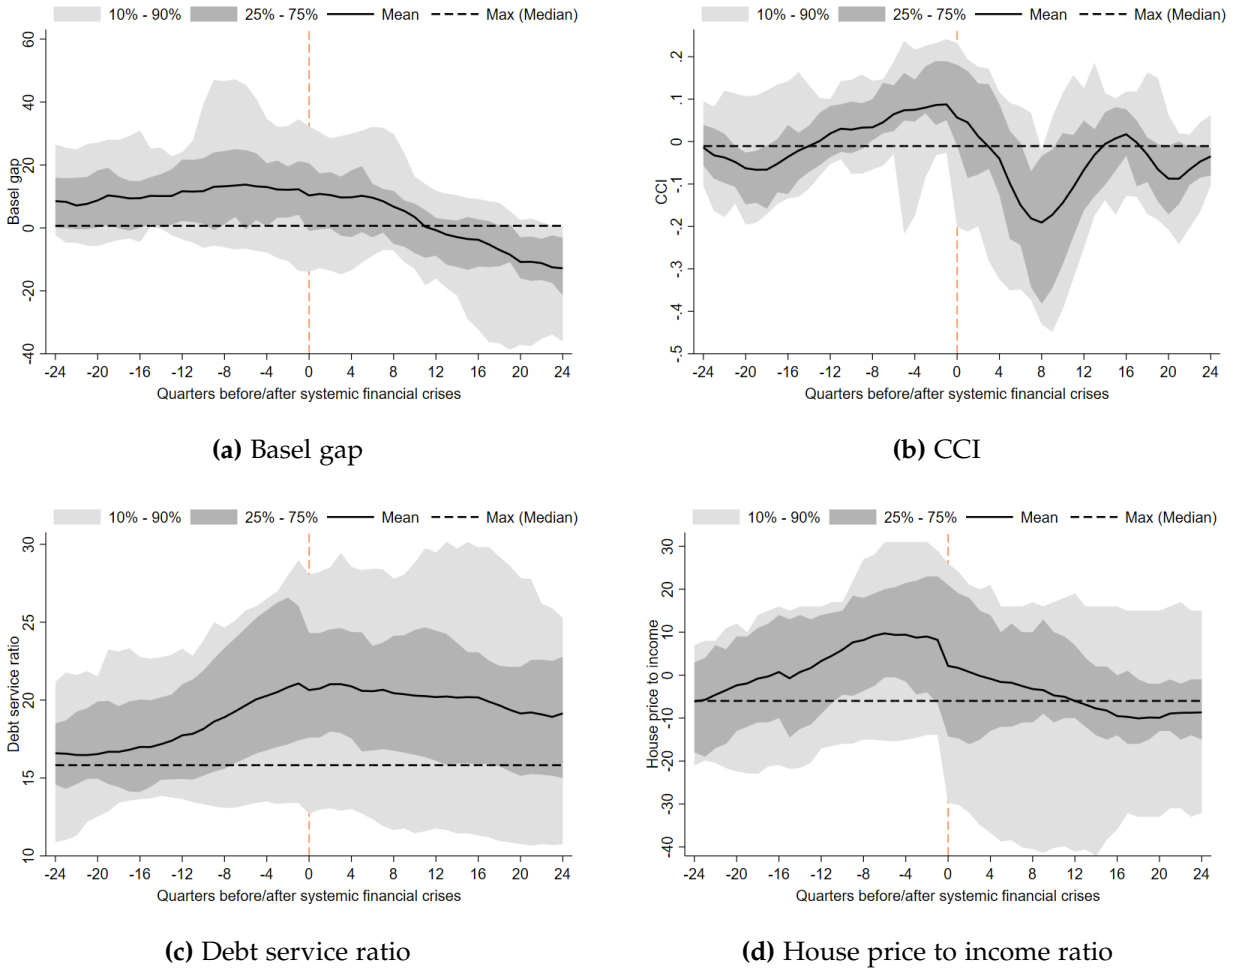 10% - 90% 25% - 75% Mean Max (Median)
60
40
20
0
-20
-40
Basel gap
-24 -20 -16 -12 -8 -4 0 4 8 12 16 20 24
Quarters before/after systemic financial crises
(a) Basel gap
10% - 90% 25% - 75% Mean Max (Median)
.2
.1
0
-.1
-.2
-.3
-.4
-.5
CCI
-24 -20 -16 -12 -8 -4 0 4 8 12 16 20 24
Quarters before/after systemic financial crises
(b) CCI
10% - 90% 25% - 75% Mean Max (Median)
30
25
20
15
10
Debt service ratio
-24 -20 -16 -12 -8 -4 0 4 8 12 16 20 24
Quarters before/after systemic financial crises
(c) Debt service ratio
10% - 90% 25% - 75% Mean Max (Median)
30
20
10
0
-10
-20
-30
-40
House price to income
-24 -20 -16 -12 -8 -4 0 4 8 12 16 20 24
Quarters before/after systemic financial crises
(d) House price to income ratio